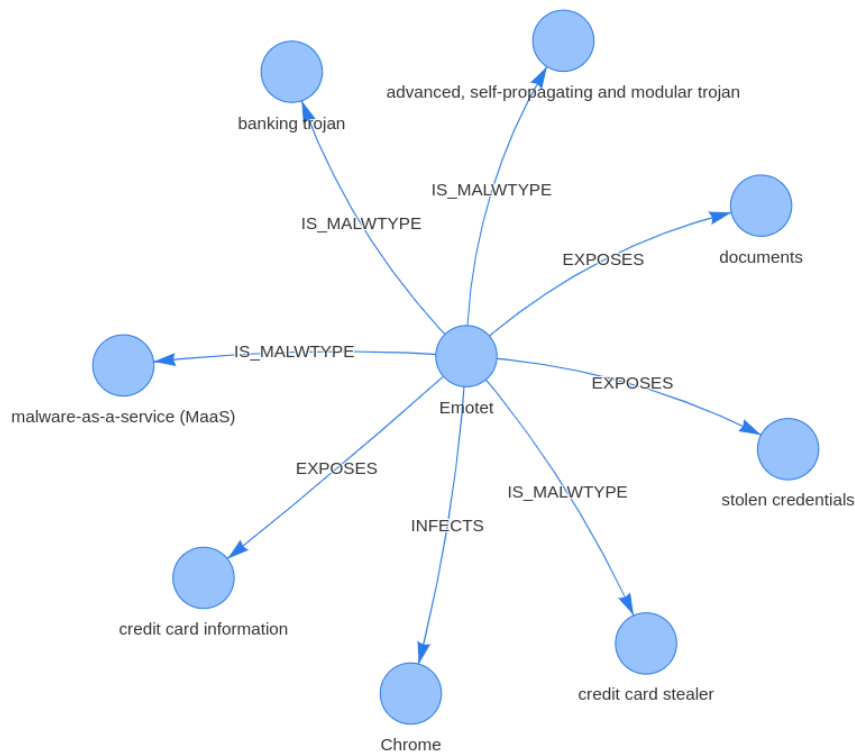 advanced, self-propagating and modular trojan
banking trojan
IS_MALWTYPE
IS_MALWTYPE
documents
EXPOSES
IS_MALWTYPE
malware-as-a-service (MaaS)
Emotet
EXPOSES
stolen credentials
EXPOSES
IS_MALWTYPE
INFECTS
credit card information
credit card stealer
Chrome